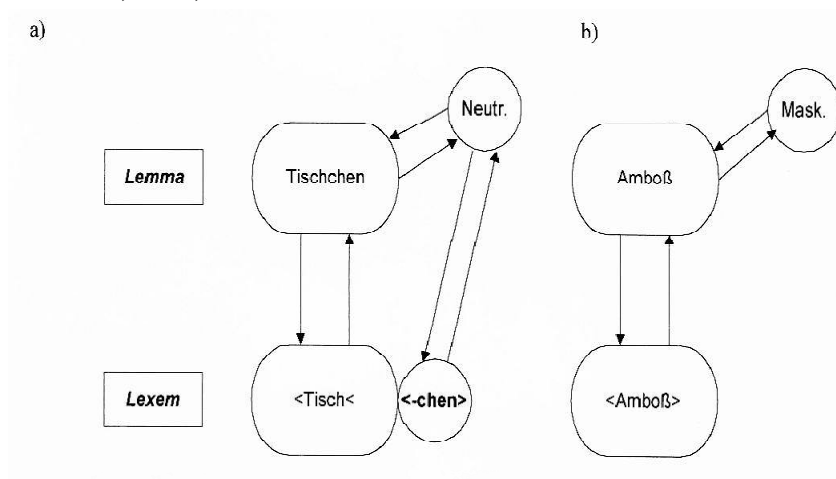 a)
b)
Neutr.
Mask.
Lemma
Tischchen
Amboß
Lexem
<Tisch<
<-chen>
<Amboß>